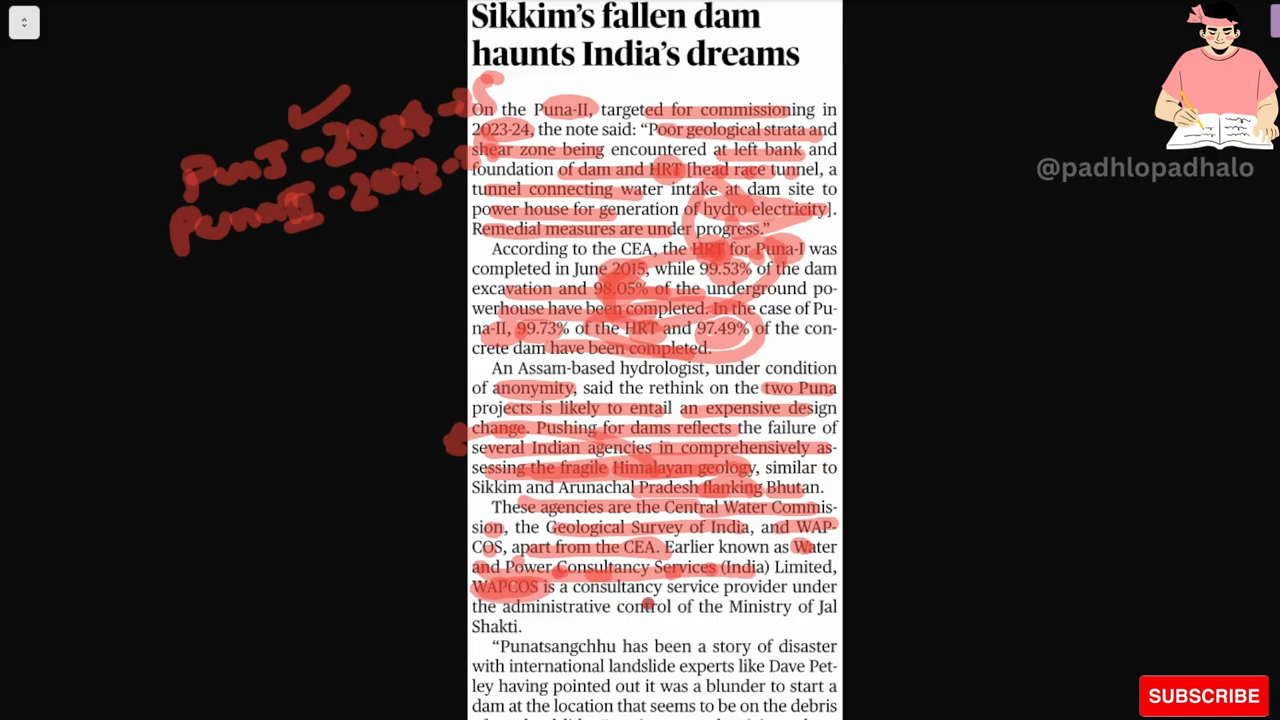 Sikkim's fallen dam
haunts India's dreams
On the Puna-II, targeted for commissioning in
2023-24, the note said: “Poor geological strata and
shear zone being encountered at left bank and
foundation of dam and HRT [head race tunnel, a
tunnel connecting water intake at dam site to
power house for generation of hydro electricity].
Remedial measures are under progress.”
According to the CEA, the HRT for Puna-I was
completed in June 2015, while 99.53% of the dam
excavation and 98.05% of the underground po-
werhouse have been completed. In the case of Pu-
na-II, 99.73% of the HRT and 97.49% of the con-
crete dam have been completed.
An Assam-based hydrologist, under condition
of anonymity, said the rethink on the two Puna
projects is likely to entail an expensive design
change. Pushing for dams reflects the failure of
several Indian agencies in comprehensively as-
sessing the fragile Himalayan geology, similar to
Sikkim and Arunachal Pradesh flanking Bhutan.
These agencies are the Central Water Commis-
sion, the Geological Survey of India, and WAP-
COS, apart from the CEA. Earlier known as Water
and Power Consultancy Services (India) Limited,
WAPCOS is a consultancy service provider under
the administrative control of the Ministry of Jal
Shakti.
“Punatsangchhu has been a story of disaster
with international landslide experts like Dave Pet-
ley having pointed out it was a blunder to start a
dam at the location that seems to be on the debris
Pun I - 2024-25
Puna II - 2022-
@padhlopadhalo
SUBSCRIBE